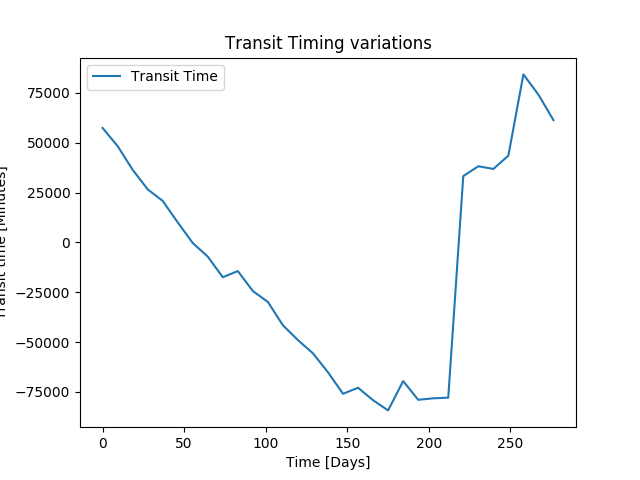 Transit Timing variations
Transit Time
75000
50000
25000
0
−25000
−50000
−75000
Transit time [Minutes]
0 50 100 150 200 250
Time [Days]